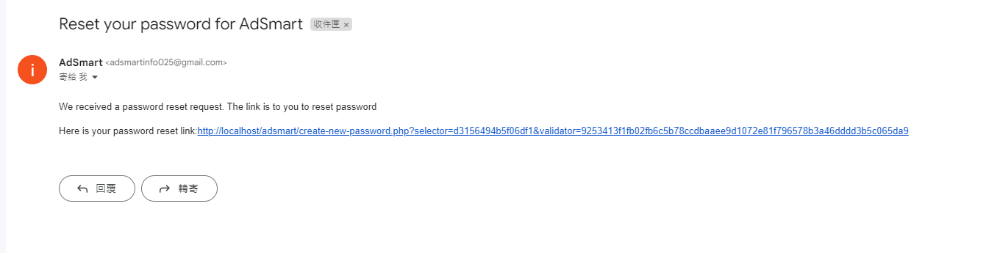 Reset your password for AdSmart 收件匣 ×
i
AdSmart <adsmartinfo025@gmail.com>
寄給 我
We received a password reset request. The link is to you to reset password
Here is your password reset link:http://localhost/adsmart/create-new-password.php?selector=d3156494b5f06df1&validator=9253413f1fb02fb6c5b78ccdbaaee9d1072e81f796578b3a46dddd3b5c065da9
回覆 轉寄